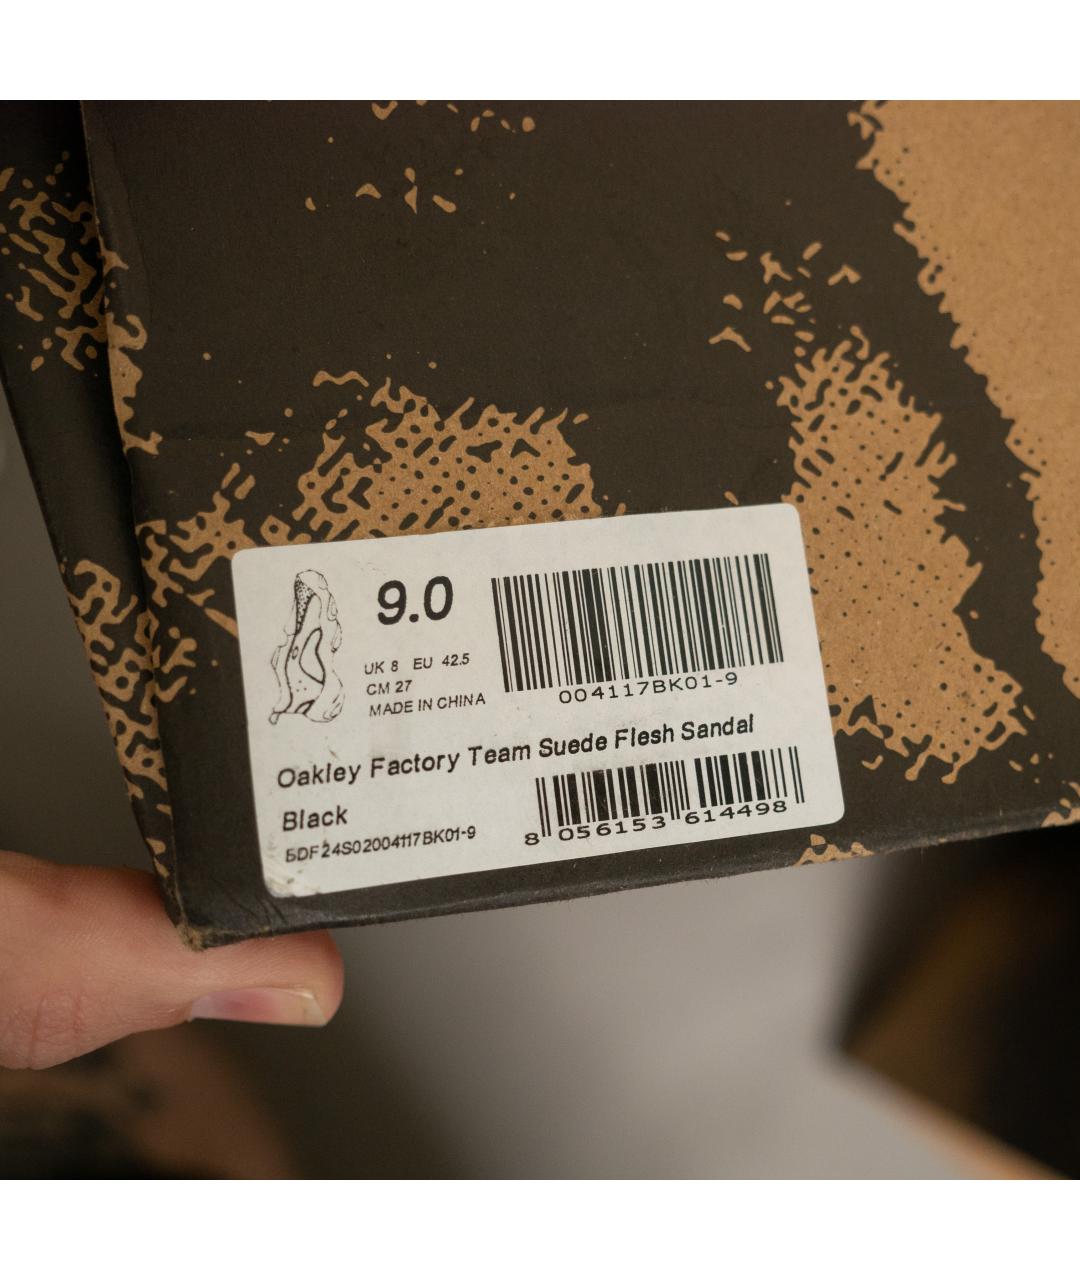 9.0
UK 8 EU 42.5
CM 27
MADE IN CHINA
004117BK01-9
Oakley Factory Team Suede Flesh Sandal
Black
BDF24S02004117BK01-9
8 056153 614498